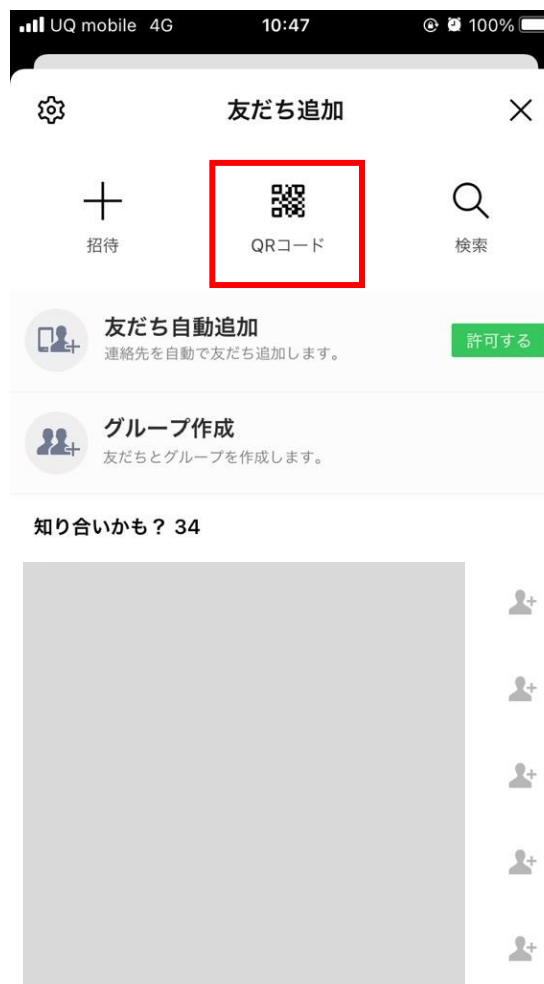 UQ mobile 4G 10:47 100%
友だち追加
招待 QRコード 検索
友だち自動追加
連絡先を自動で友だち追加します。
許可する
グループ作成
友だちとグループを作成します。
知り合いかも？ 34